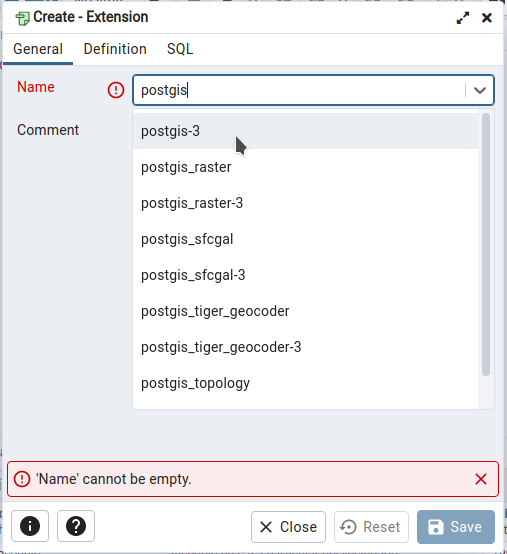 Create - Extension
General Definition SQL
Name postgis
Comment
postgis-3
postgis_raster
postgis_raster-3
postgis_sfcgal
postgis_sfcgal-3
postgis_tiger_geocoder
postgis_tiger_geocoder-3
postgis_topology
'Name' cannot be empty.
Close Reset Save